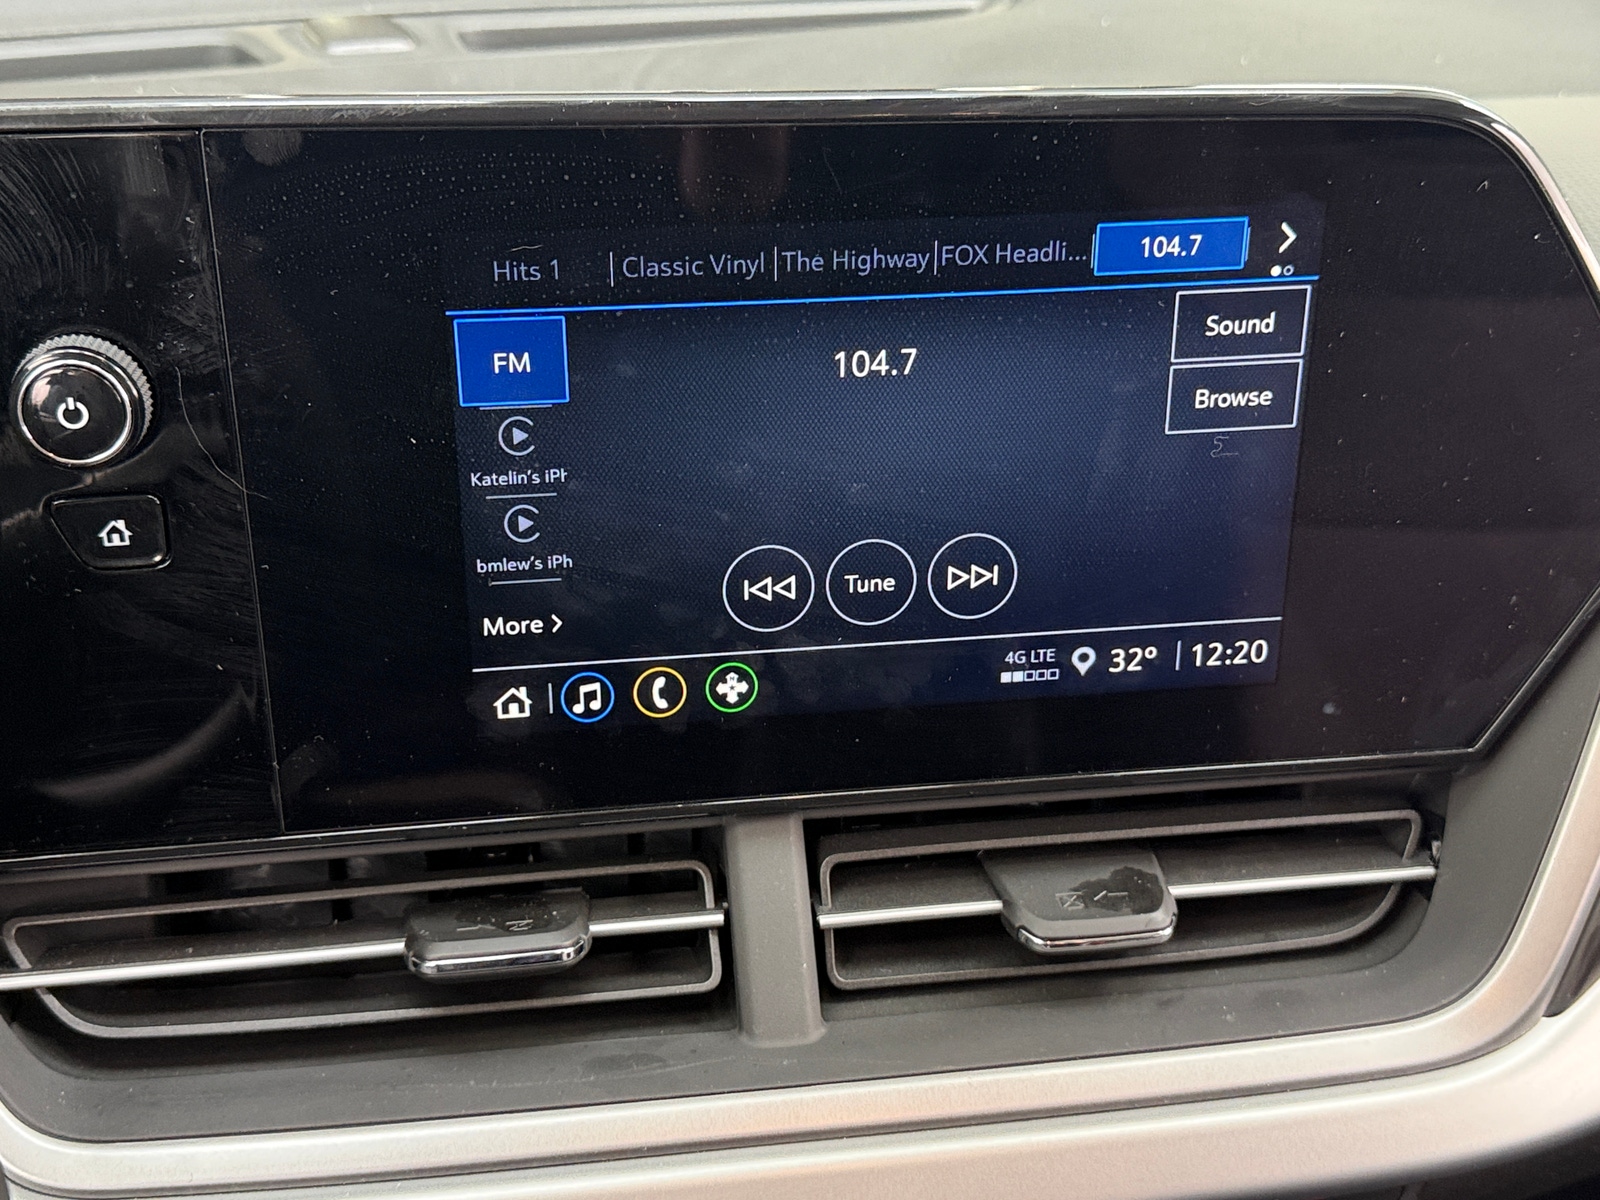 Hits 1
Classic Vinyl
The Highway
FOX Headli...
104.7
FM
104.7
Sound
Browse
Katelin's iPh
bmlew's iPh
Tune
More >
4G LTE
32°
12:20